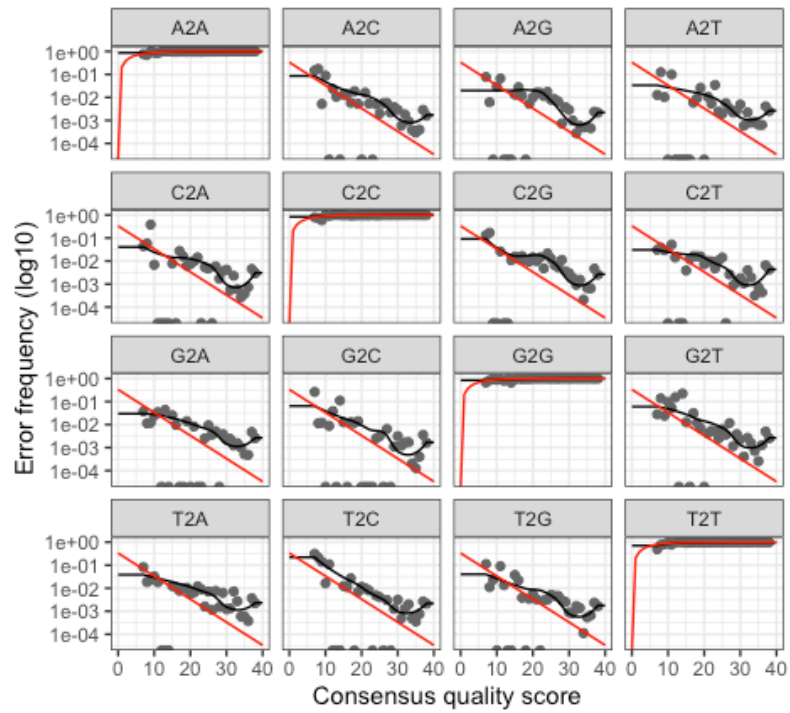 A2A A2C A2G A2T
1e+00
1e-01
1e-02
1e-03
1e-04
C2A C2C C2G C2T
1e+00
1e-01
1e-02
1e-03
1e-04
G2A G2C G2G G2T
1e+00
1e-01
1e-02
1e-03
1e-04
T2A T2C T2G T2T
1e+00
1e-01
1e-02
1e-03
1e-04
0 10 20 30 40 0 10 20 30 40 0 10 20 30 40 0 10 20 30 40
Consensus quality score
Error frequency (log10)